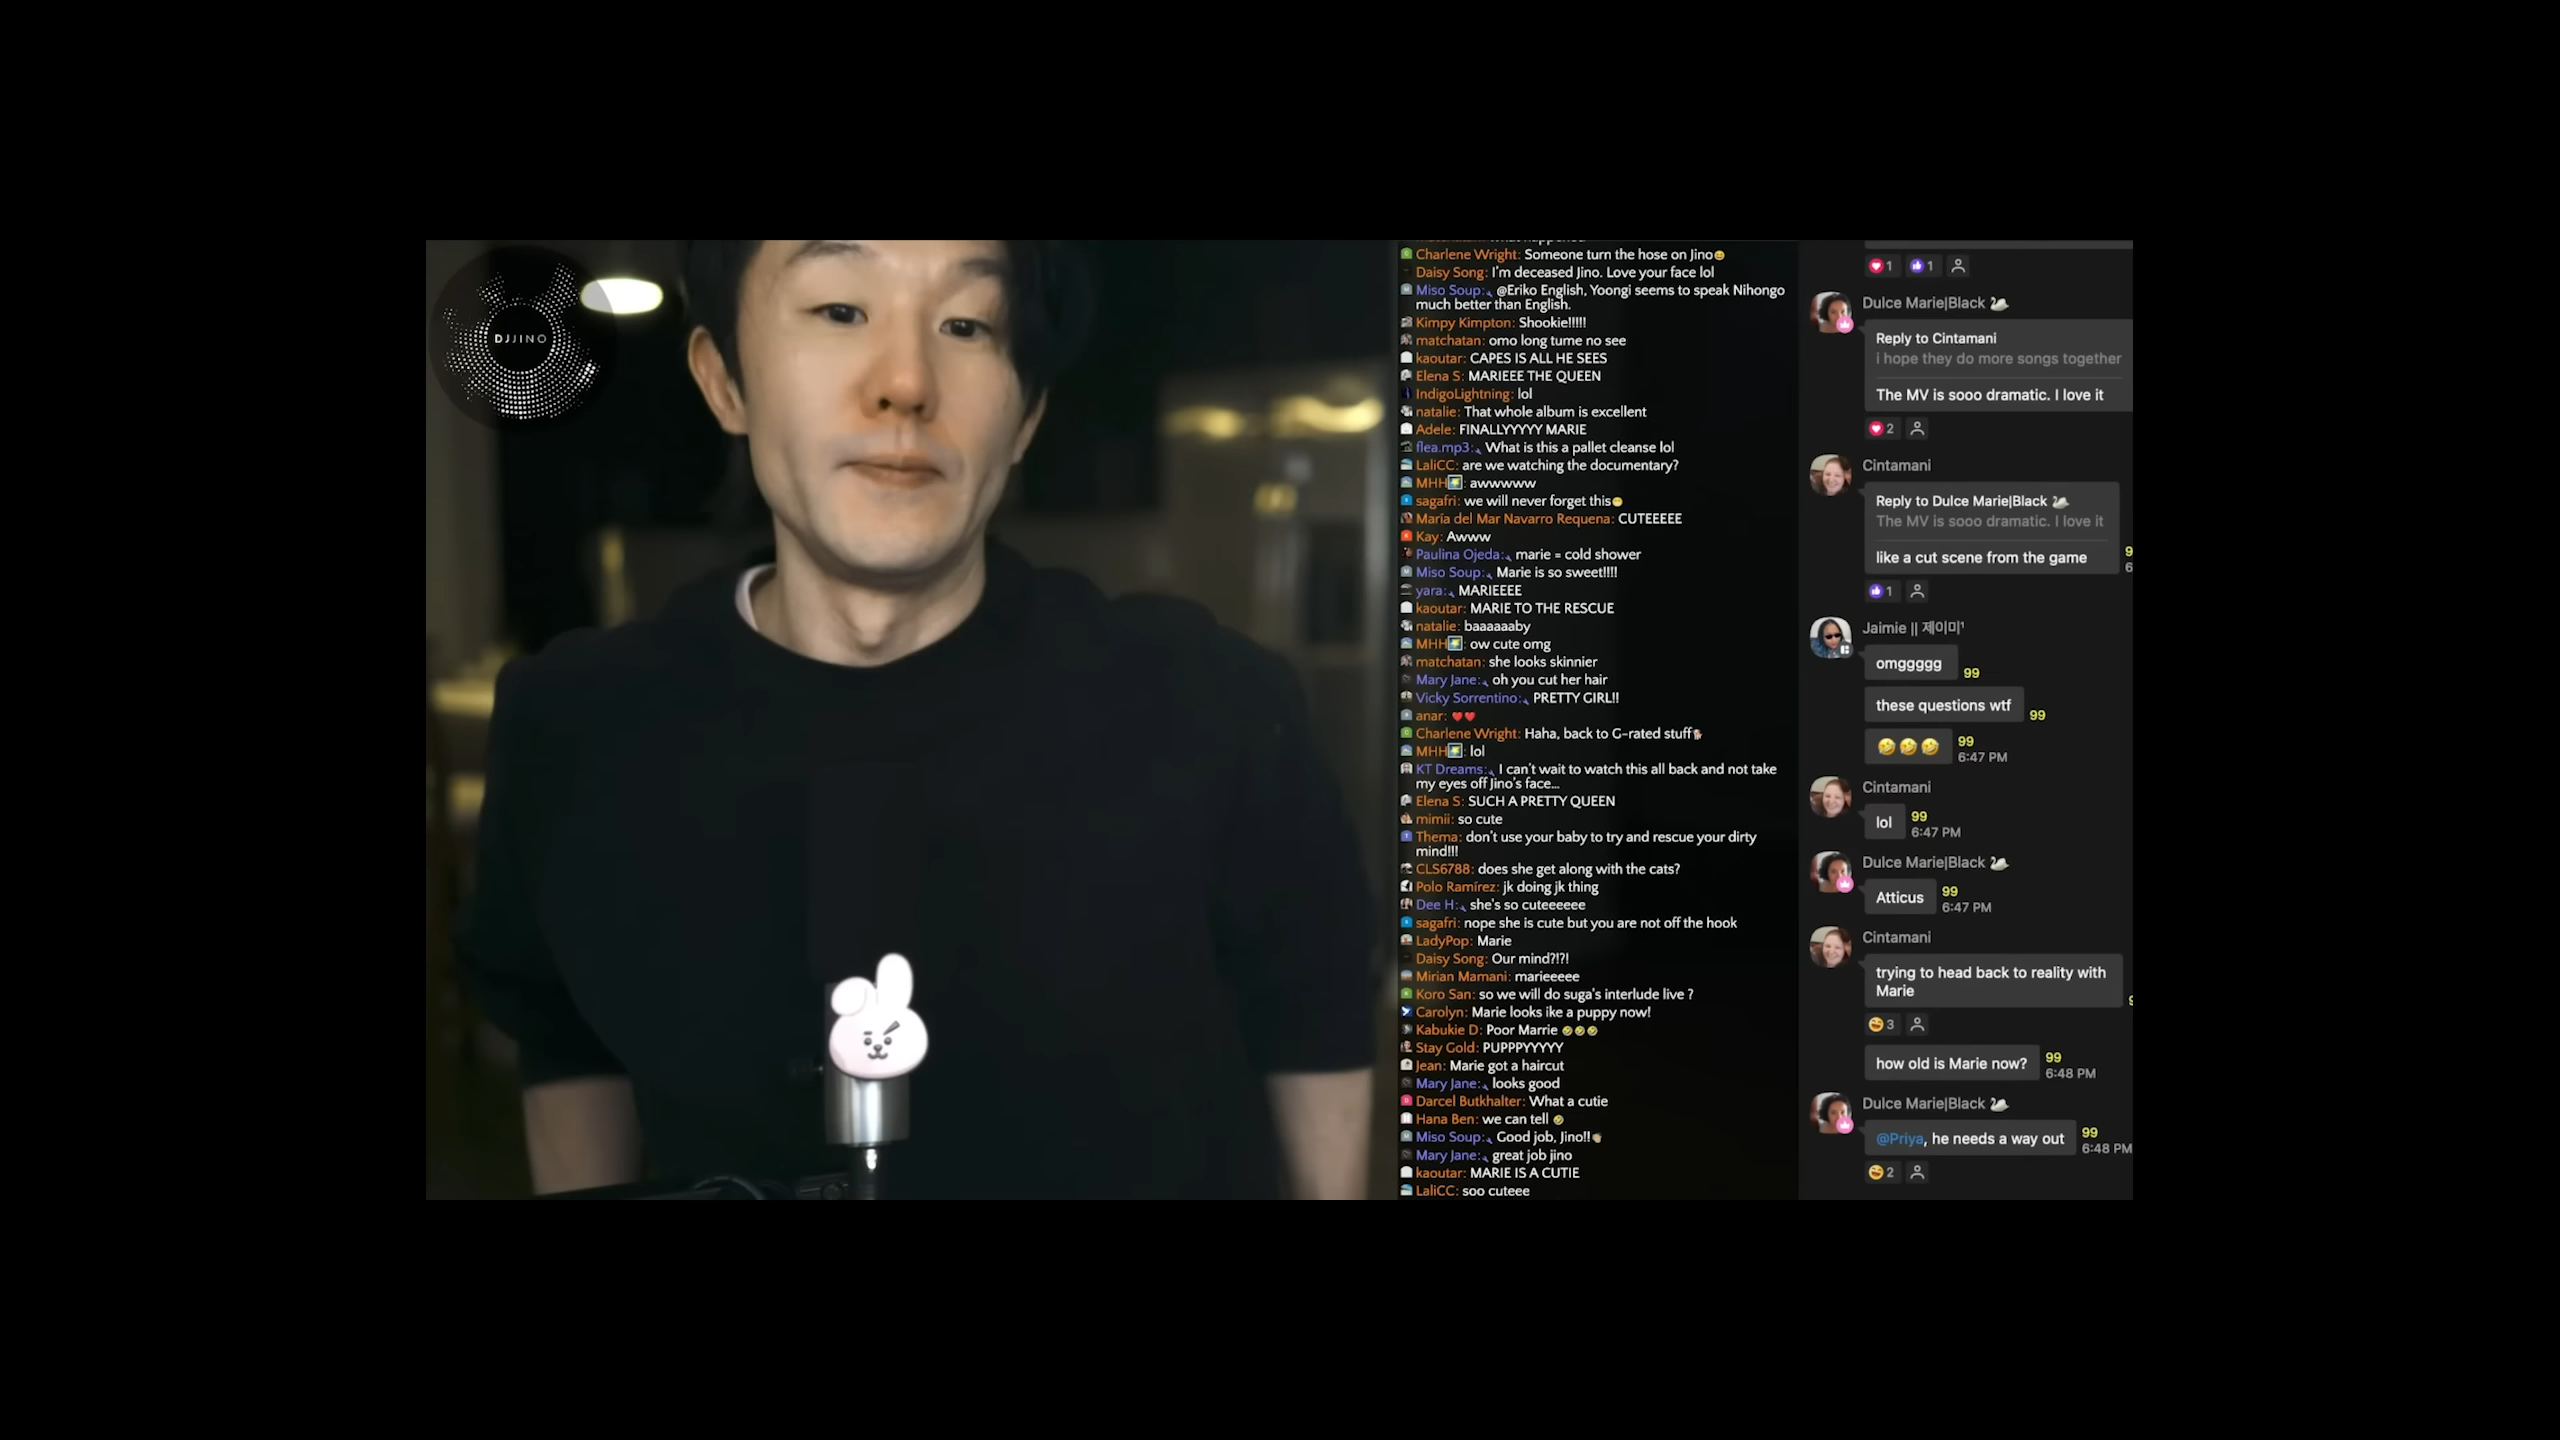 DJJINO
Charlene Wright: Someone turn the hose on Jino😆
Daisy Song: I'm deceased Jino. Love your face lol
Miso Soup: @Eriko English, Yoongi seems to speak Nihongo
much better than English.
Kimpy Kimpton: Shookie!!!!!
matchatan: omo long tume no see
kaoutar: CAPES IS ALL HE SEES
Elena S: MARIEEE THE QUEEN
IndigoLightning: lol
natalie: That whole album is excellent
Adele: FINALLYYYYY MARIE
flea.mp3: What is this a pallet cleanse lol
LaliCC: are we watching the documentary?
MHH: awwwww
sagafri: we will never forget this😁
María del Mar Navarro Requena: CUTEEEEE
Kay: Awww
Paulina Ojeda: marie = cold shower
Miso Soup: Marie is so sweet!!!!
yara: MARIEEEE
kaoutar: MARIE TO THE RESCUE
natalie: baaaaaaby
MHH: ow cute omg
matchatan: she looks skinnier
Mary Jane: oh you cut her hair
Vicky Sorrentino: PRETTY GIRL!!
anar: ❤️❤️
Charlene Wright: Haha, back to G-rated stuff🐕
MHH: lol
KT Dreams: I can't wait to watch this all back and not take
my eyes off Jino's face...
Elena S: SUCH A PRETTY QUEEN
mimii: so cute
Thema: don't use your baby to try and rescue your dirty
mind!!!
CLS6788: does she get along with the cats?
Polo Ramírez: jk doing jk thing
Dee H: she's so cuteeeeee
sagafri: nope she is cute but you are not off the hook
LadyPop: Marie
Daisy Song: Our mind?!?!
Mirian Mamani: marieeeee
Koro San: so we will do suga's interlude live ?
Carolyn: Marie looks ike a puppy now!
Kabukie D: Poor Marrie 🤣🤣🤣
Stay Gold: PUPPPYYYYY
Jean: Marie got a haircut
Mary Jane: looks good
Darcel Butkhalter: What a cutie
Hana Ben: we can tell 🤣
Miso Soup: Good job, Jino!!👏
Mary Jane: great job jino
kaoutar: MARIE IS A CUTIE
LaliCC: soo cuteee
1 1
Dulce Marie|Black 🦢
Reply to Cintamani
i hope they do more songs together
The MV is sooo dramatic. I love it
2
Cintamani
Reply to Dulce Marie|Black 🦢
The MV is sooo dramatic. I love it
like a cut scene from the game
1
Jaimie || 제이미¹
omggggg
99
these questions wtf
99
🤣🤣🤣
99
6:47 PM
Cintamani
lol
99
6:47 PM
Dulce Marie|Black 🦢
Atticus
99
6:47 PM
Cintamani
trying to head back to reality with
Marie
3
how old is Marie now?
99
6:48 PM
Dulce Marie|Black 🦢
@Priya, he needs a way out
99
6:48 PM
2